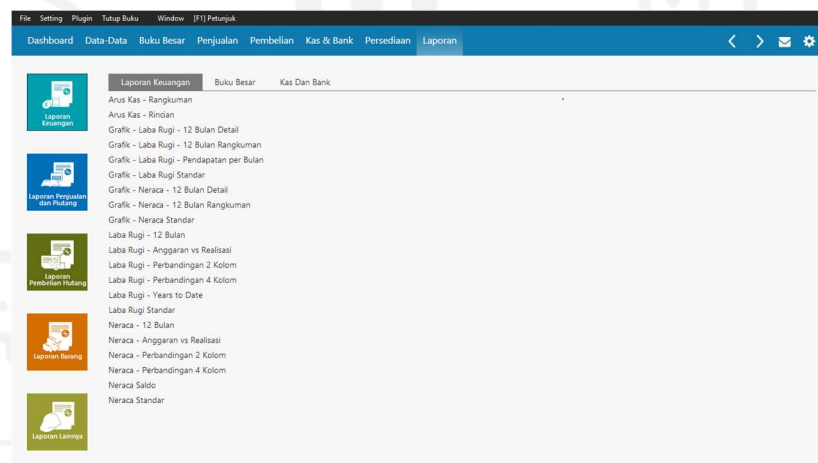 File Setting Plugin Tutup Buku Window [F1] Petunjuk
Dashboard Data-Data Buku Besar Penjualan Pembelian Kas & Bank Persediaan Laporan
Laporan Keuangan Buku Besar Kas Dan Bank
Laporan
Keuangan
Laporan Penjualan
dan Piutang
Laporan
Pembelian Hutang
Laporan Barang
Laporan Lainnya
Arus Kas - Rangkuman
Arus Kas - Rincian
Grafik - Laba Rugi - 12 Bulan Detail
Grafik - Laba Rugi - 12 Bulan Rangkuman
Grafik - Laba Rugi - Pendapatan per Bulan
Grafik - Laba Rugi Standar
Grafik - Neraca - 12 Bulan Detail
Grafik - Neraca - 12 Bulan Rangkuman
Grafik - Neraca Standar
Laba Rugi - 12 Bulan
Laba Rugi - Anggaran vs Realisasi
Laba Rugi - Perbandingan 2 Kolom
Laba Rugi - Perbandingan 4 Kolom
Laba Rugi - Years to Date
Laba Rugi Standar
Neraca - 12 Bulan
Neraca - Anggaran vs Realisasi
Neraca - Perbandingan 2 Kolom
Neraca - Perbandingan 4 Kolom
Neraca Saldo
Neraca Standar